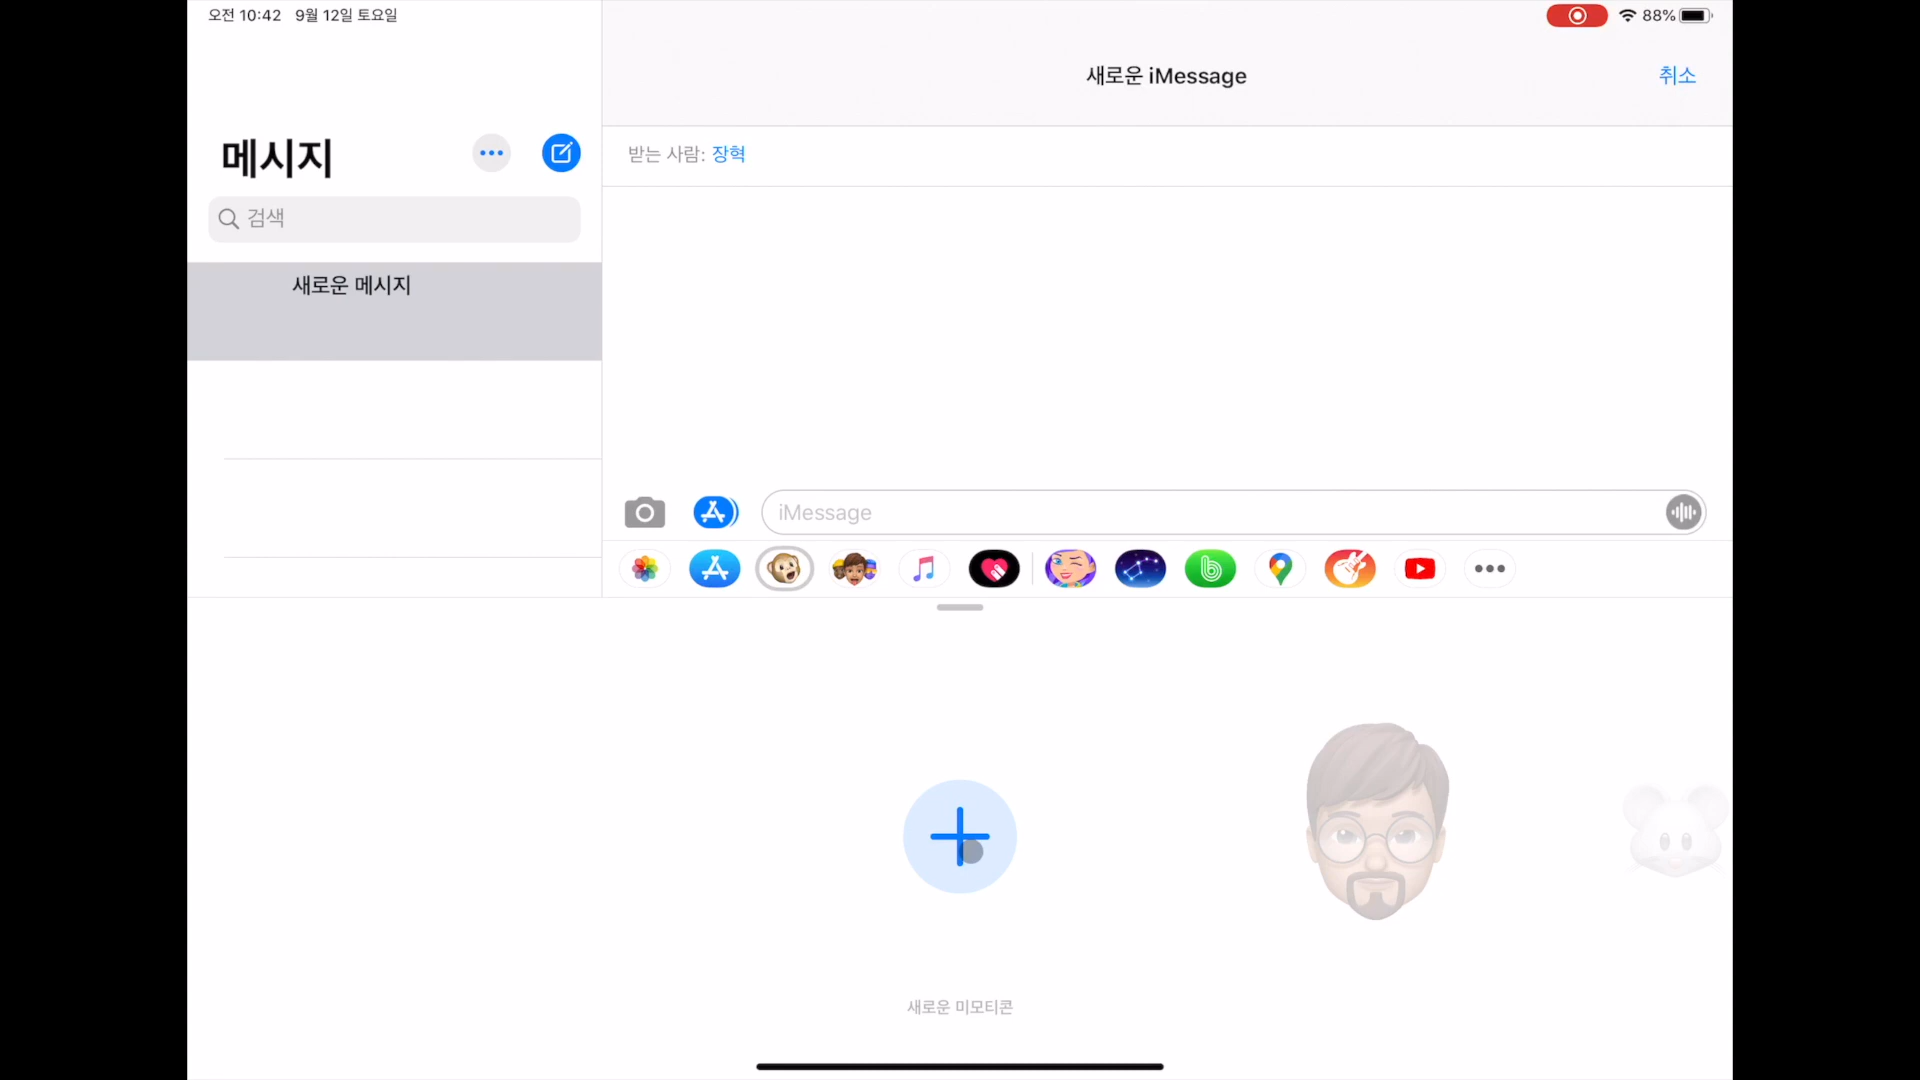 오전 10:42 9월 12일 토요일
88%
새로운 iMessage
취소
메시지
받는 사람: 장혁
검색
새로운 메시지
iMessage
새로운 미모티콘